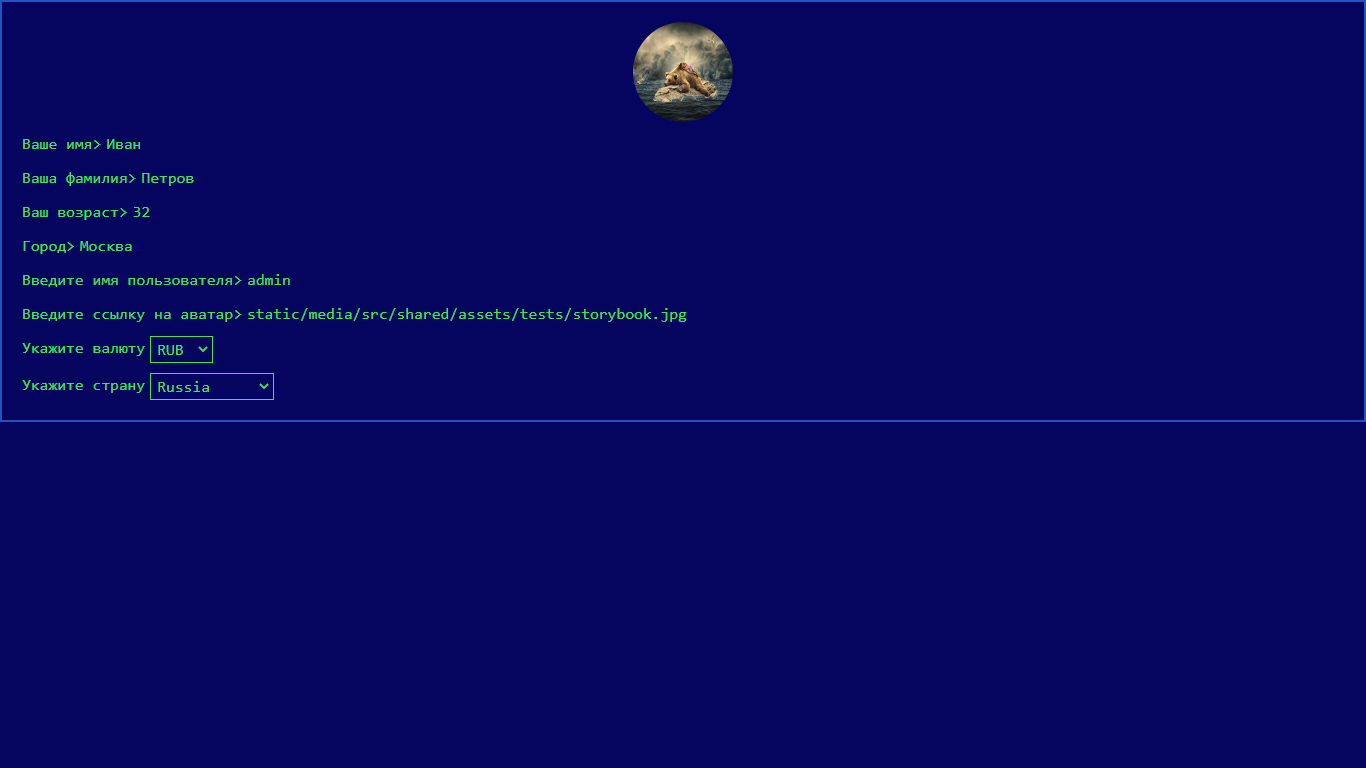 Ваше имя> Иван
Ваша фамилия> Петров
Ваш возраст> 32
Город> Москва
Введите имя пользователя> admin
Введите ссылку на аватар> static/media/src/shared/assets/tests/storybook.jpg
Укажите валюту RUB
Укажите страну Russia